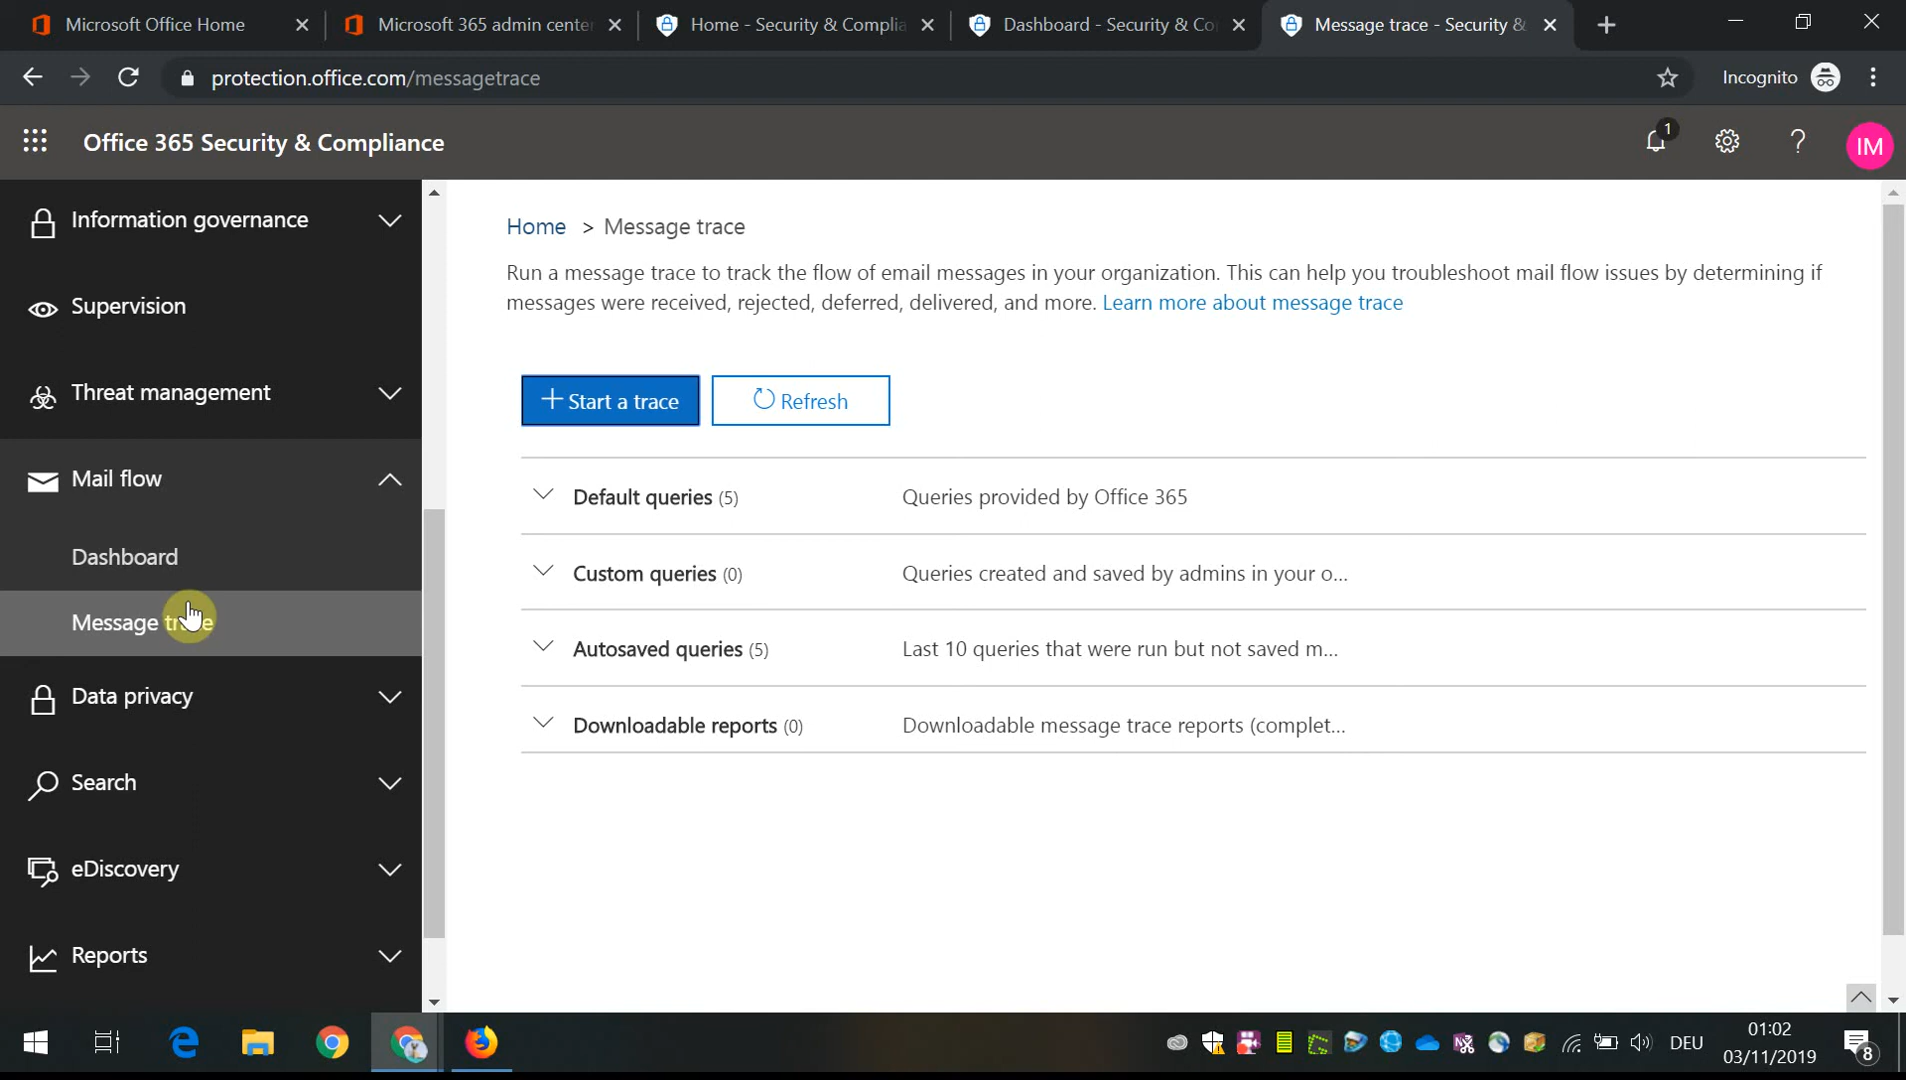 Microsoft Office Home
Microsoft 365 admin center
Home - Security & Complia
Dashboard - Security & Co
Message trace - Security &
protection.office.com/messagetrace
Incognito
Office 365 Security & Compliance
1
IM
Information governance
Supervision
Threat management
Mail flow
Dashboard
Message trace
Data privacy
Search
eDiscovery
Reports
Home > Message trace
Run a message trace to track the flow of email messages in your organization. This can help you troubleshoot mail flow issues by determining if
messages were received, rejected, deferred, delivered, and more. Learn more about message trace
Start a trace
Refresh
Default queries (5) Queries provided by Office 365
Custom queries (0) Queries created and saved by admins in your o...
Autosaved queries (5) Last 10 queries that were run but not saved m...
Downloadable reports (0) Downloadable message trace reports (complet...
DEU
01:02
03/11/2019
8